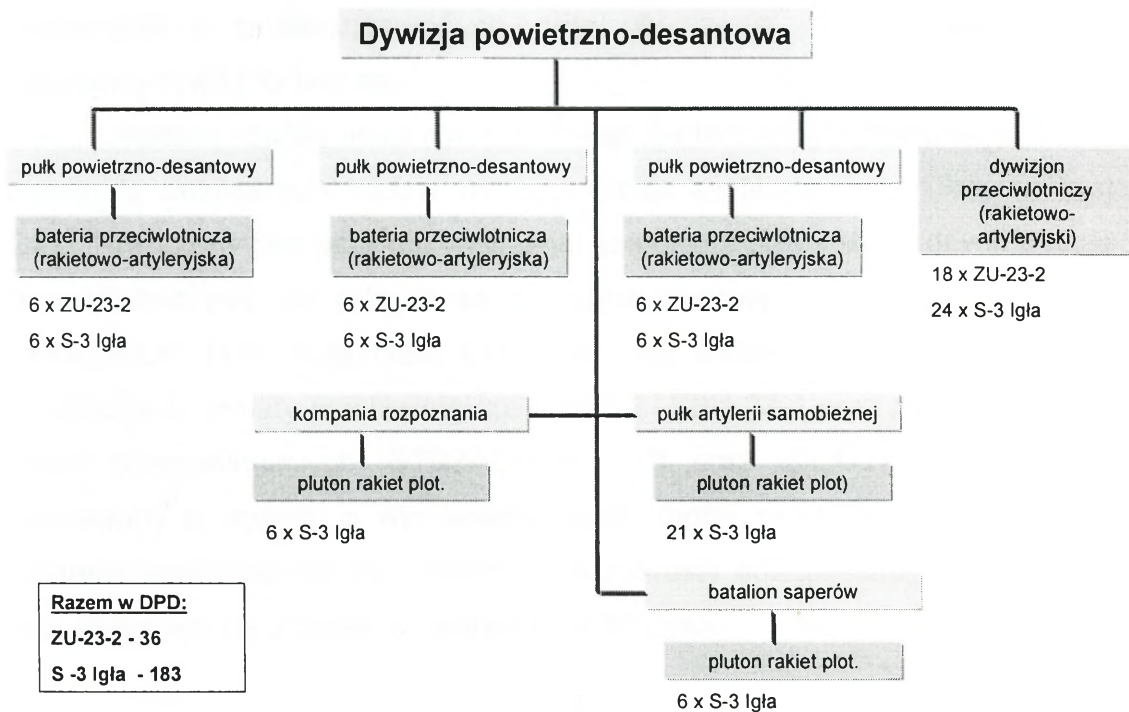 Dywizja powietrzno-desantowa
pułk powietrzno-desantowy
bateria przeciwlotnicza
(rakietowo-artyleryjska)
6 x ZU-23-2
6 x S-3 Igła
pułk powietrzno-desantowy
bateria przeciwlotnicza
(rakietowo-artyleryjska)
6 x ZU-23-2
6 x S-3 Igła
pułk powietrzno-desantowy
bateria przeciwlotnicza
(rakietowo-artyleryjska)
6 x ZU-23-2
6 x S-3 Igła
dywizjon
przeciwlotniczy
(rakietowo-
artyleryjski)
18 x ZU-23-2
24 x S-3 Igła
kompania rozpoznania
pluton rakiet plot.
6 x S-3 Igła
pułk artylerii samobieżnej
pluton rakiet plot)
21 x S-3 Igła
batalion saperów
pluton rakiet plot.
6 x S-3 Igła
Razem w DPD:
ZU-23-2 - 36
S -3 Igła - 183